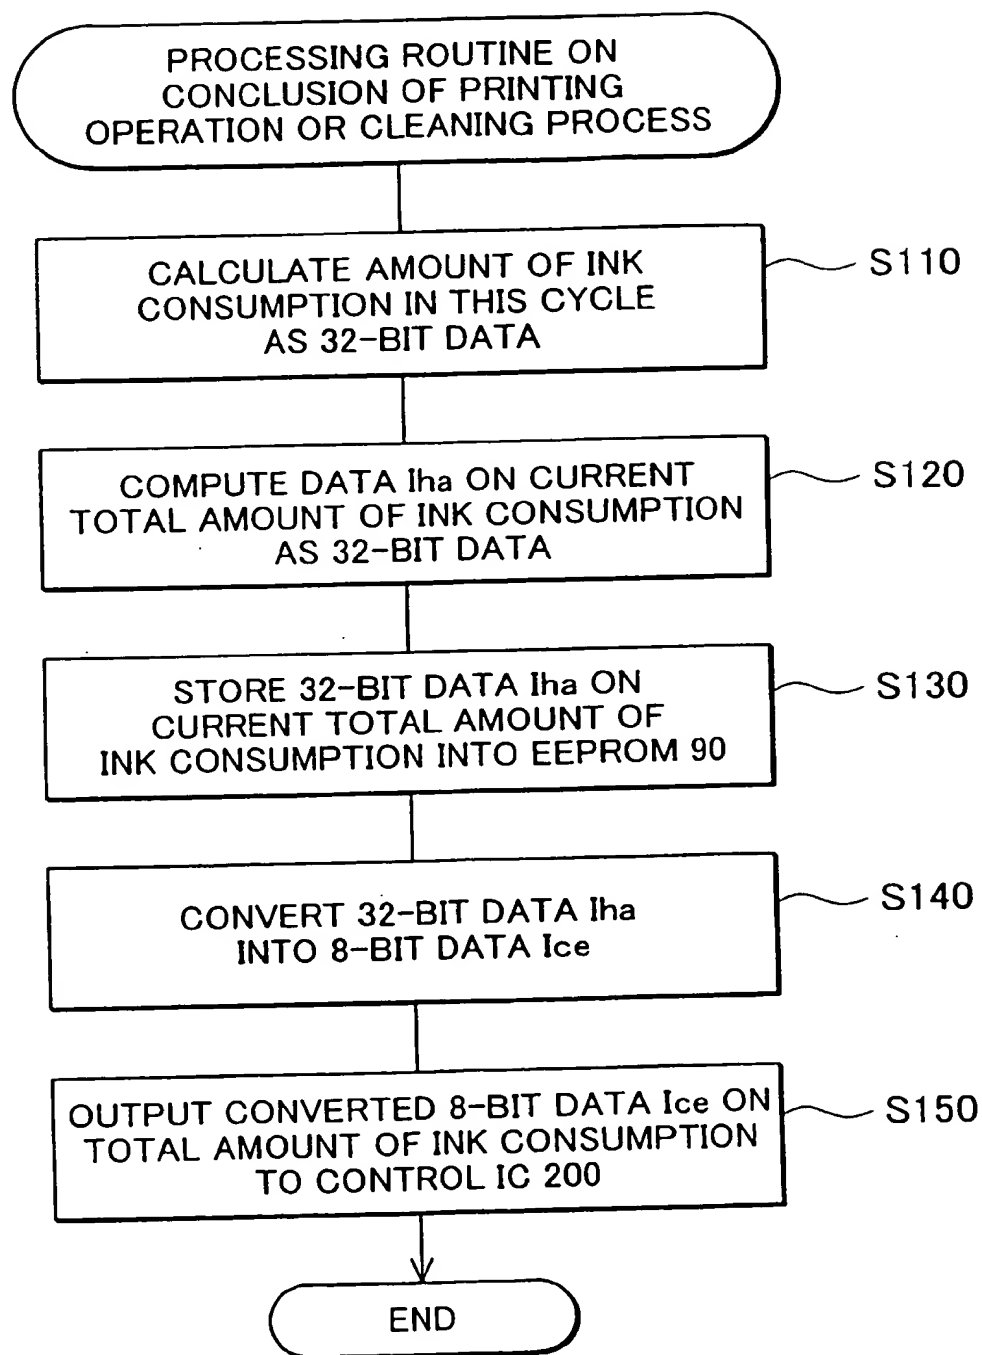 PROCESSING ROUTINE ON
CONCLUSION OF PRINTING
OPERATION OR CLEANING PROCESS
CALCULATE AMOUNT OF INK
CONSUMPTION IN THIS CYCLE
AS 32-BIT DATA
S110
COMPUTE DATA Iha ON CURRENT
TOTAL AMOUNT OF INK CONSUMPTION
AS 32-BIT DATA
S120
STORE 32-BIT DATA Iha ON
CURRENT TOTAL AMOUNT OF
INK CONSUMPTION INTO EEPROM 90
S130
CONVERT 32-BIT DATA Iha
INTO 8-BIT DATA Ice
S140
OUTPUT CONVERTED 8-BIT DATA Ice ON
TOTAL AMOUNT OF INK CONSUMPTION
TO CONTROL IC 200
S150
END